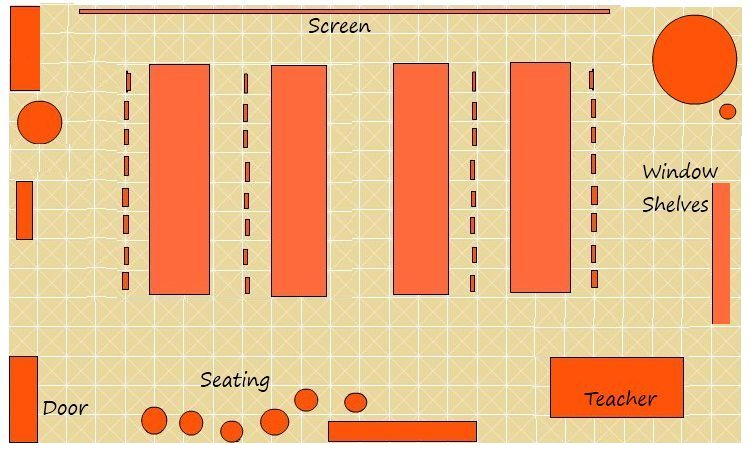 Screen
Window
Shelves
Seating
Door
Teacher